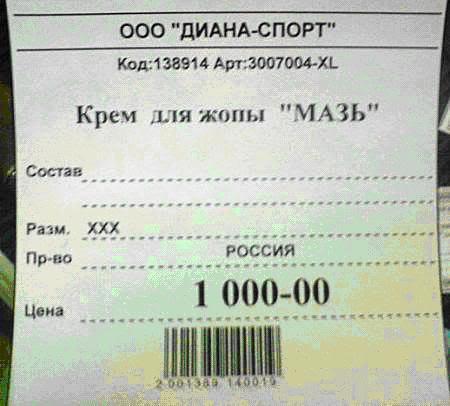 ООО "ДИАНА-СПОРТ"
Код:138914 Арт:3007004-XL
Крем для жопы "МАЗЬ"
Состав
Разм. XXX
Пр-во РОССИЯ
Цена 1 000-00
2 001389 140019